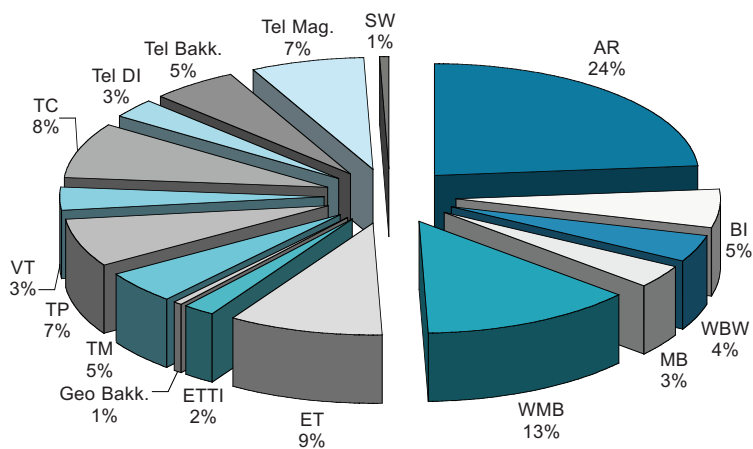 SW
1%
AR
24%
BI
5%
WBW
4%
MB
3%
WMB
13%
ET
9%
ETTI
2%
Geo Bakk.
1%
TM
5%
TP
7%
VT
3%
TC
8%
Tel DI
3%
Tel Bakk.
5%
Tel Mag.
7%